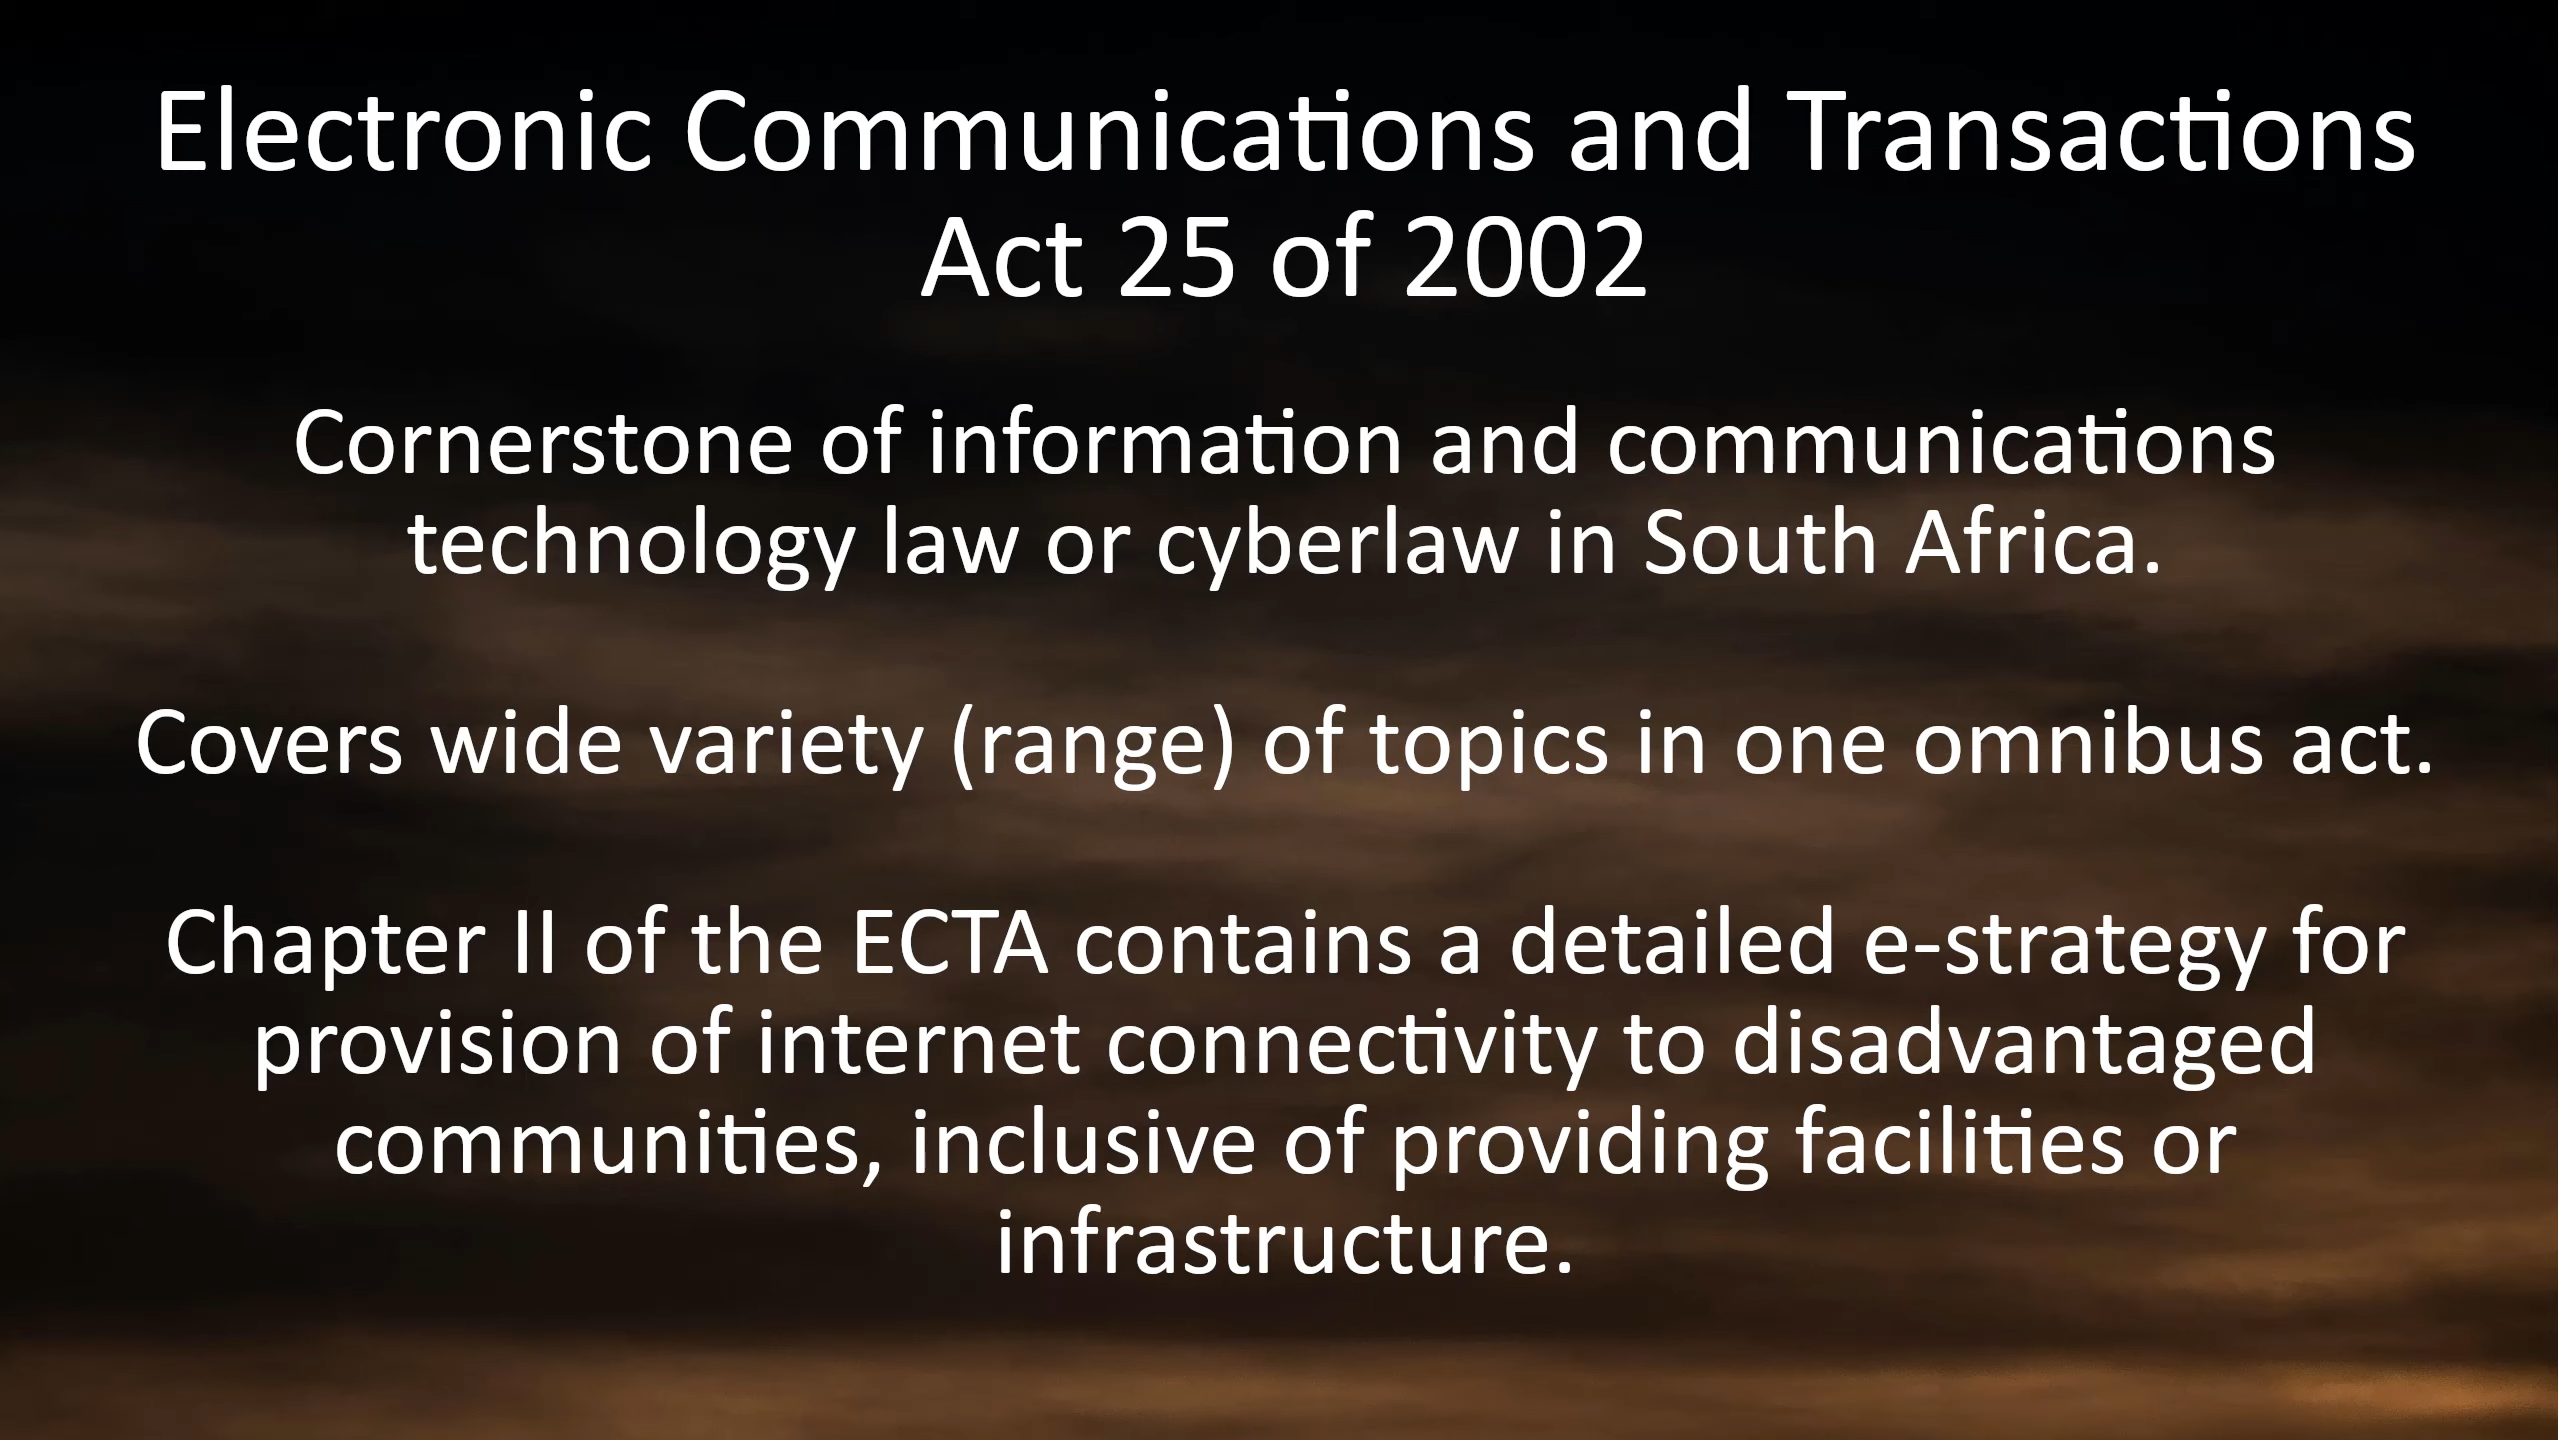 Electronic Communications and Transactions
Act 25 of 2002
Cornerstone of information and communications
technology law or cyberlaw in South Africa.
Covers wide variety (range) of topics in one omnibus act.
Chapter II of the ECTA contains a detailed e-strategy for
provision of internet connectivity to disadvantaged
communities, inclusive of providing facilities or
infrastructure.